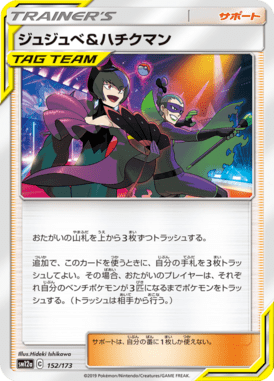 TRAINER'S
サポート
ジュジュベ&ハチクマン
TAG TEAM
おたがいの山札を上から3枚ずつトラッシュする。
追加で、このカードを使うときに、自分の手札を3枚トラッ
シュしてよい。その場合、おたがいのプレイヤーは、それぞ
れ自分のベンチポケモンが3匹になるまでポケモンをトラッ
シュする。(トラッシュは相手から行う。)
Illus.Hideki Ishikawa
sm12a C 152/173
サポートは、自分の番に1枚しか使えない。
©2019 Pokémon/Nintendo/Creatures/GAME FREAK.